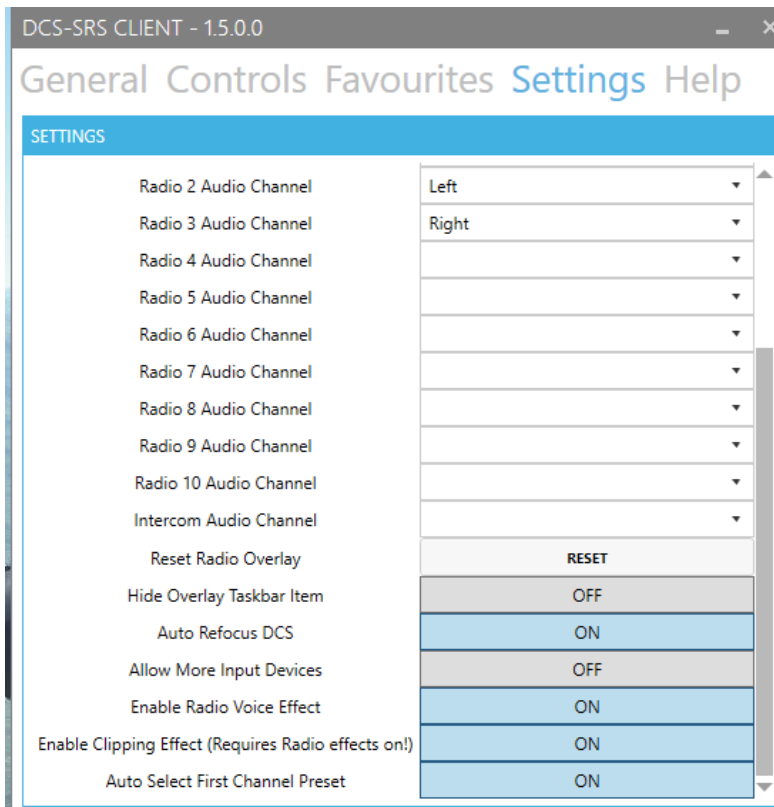 DCS-SRS CLIENT - 1.5.0.0
General Controls Favourites Settings Help
SETTINGS
Radio 2 Audio Channel Left
Radio 3 Audio Channel Right
Radio 4 Audio Channel
Radio 5 Audio Channel
Radio 6 Audio Channel
Radio 7 Audio Channel
Radio 8 Audio Channel
Radio 9 Audio Channel
Radio 10 Audio Channel
Intercom Audio Channel
Reset Radio Overlay RESET
Hide Overlay Taskbar Item OFF
Auto Refocus DCS ON
Allow More Input Devices OFF
Enable Radio Voice Effect ON
Enable Clipping Effect (Requires Radio effects on!) ON
Auto Select First Channel Preset ON